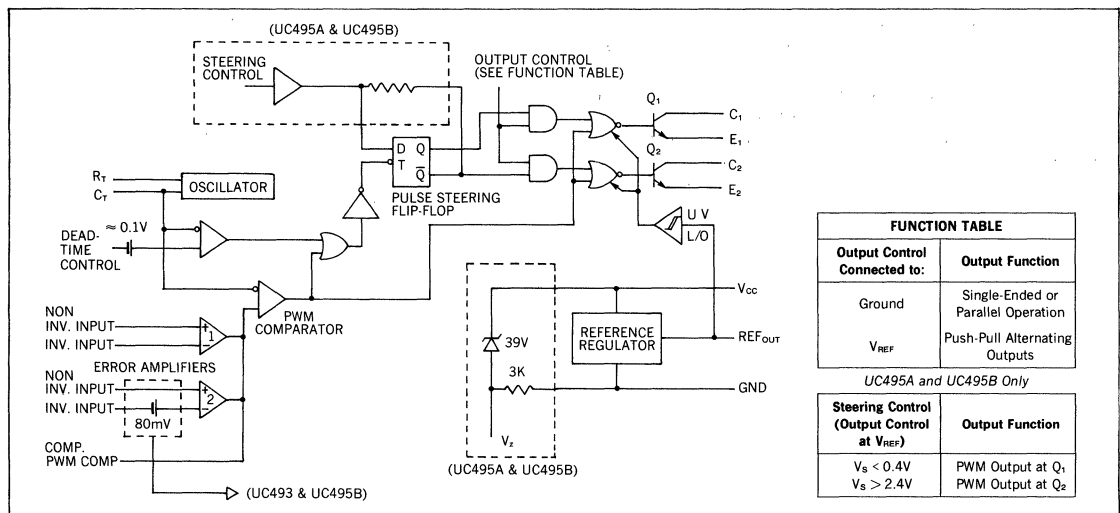 (UC495A & UC495B)
STEERING
CONTROL
OUTPUT CONTROL
(SEE FUNCTION TABLE)
Q1
C1
E1
Q2
C2
E2
D Q
T
Q̅
PULSE STEERING
FLIP-FLOP
RT
CT
OSCILLATOR
≈ 0.1V
DEAD-
TIME
CONTROL
U V
L/O
PWM
COMPARATOR
NON
INV. INPUT
INV. INPUT
+
1
−
ERROR AMPLIFIERS
NON
INV. INPUT
INV. INPUT
+
2
−
80mV
COMP.
PWM COMP
(UC493 & UC495B)
VCC
39V
REFERENCE
REGULATOR
REFOUT
3K
GND
Vz
(UC495A & UC495B)
FUNCTION TABLE
Output Control
Connected to:
Output Function
Ground
Single-Ended or
Parallel Operation
VREF
Push-Pull Alternating
Outputs
UC495A and UC495B Only
Steering Control
(Output Control
at VREF)
Output Function
VS < 0.4V
PWM Output at Q1
VS > 2.4V
PWM Output at Q2